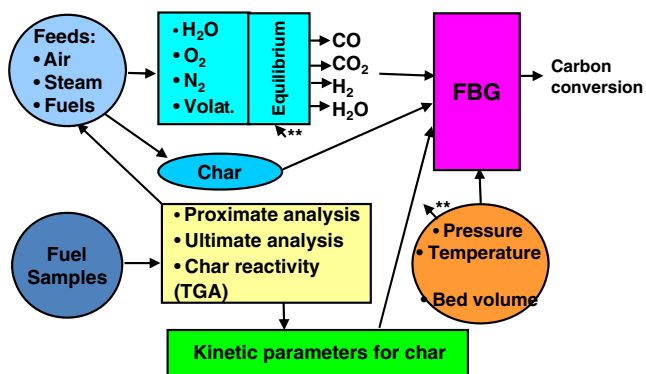 Feeds:
• Air
• Steam
• Fuels
• H₂O
• O₂
• N₂
• Volat.
Equilibrium
CO
CO₂
H₂
H₂O
**
FBG
Carbon
conversion
Char
Fuel
Samples
• Proximate analysis
• Ultimate analysis
• Char reactivity
(TGA)
**
• Pressure
• Temperature
• Bed volume
Kinetic parameters for char